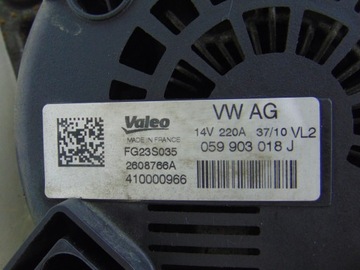 Valeo
MADE IN FRANCE
FG23S035
2608766A
410000966
VW AG
14V 220A 37/10 VL2
059 903 018 J